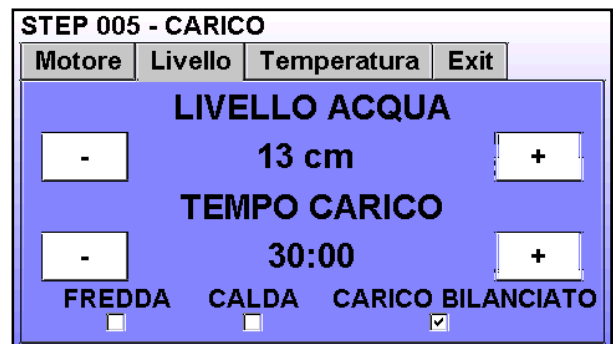 STEP 005 - CARICO
Motore Livello Temperatura Exit
LIVELLO ACQUA
- 13 cm +
TEMPO CARICO
- 30:00 +
FREDDA CALDA CARICO BILANCIATO